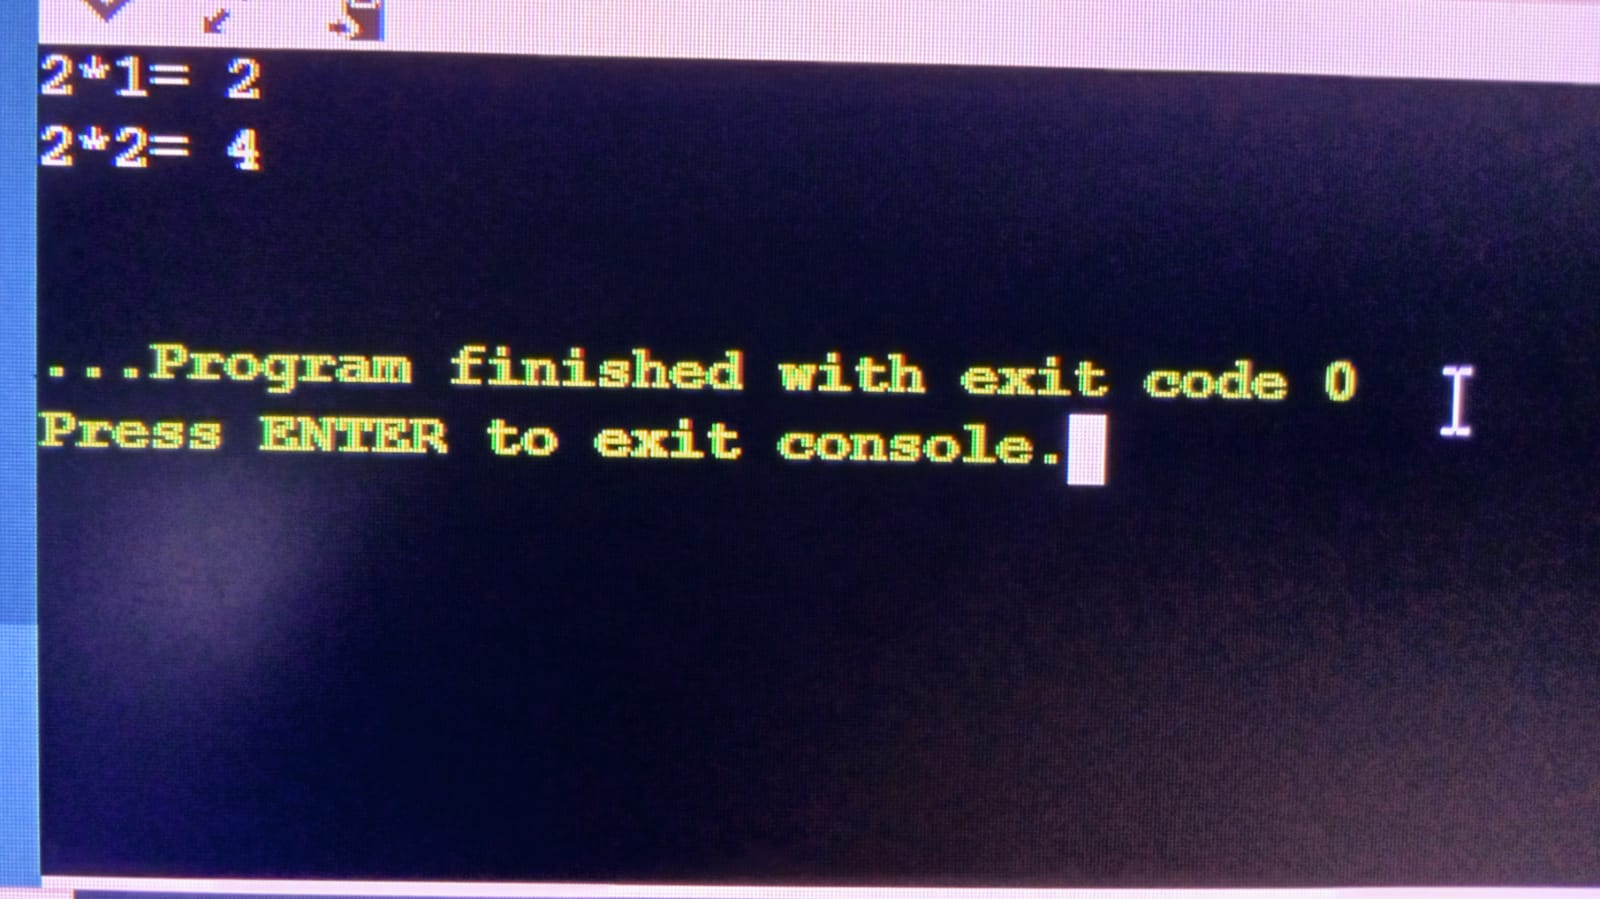 2*1= 2
2*2= 4
...Program finished with exit code 0
Press ENTER to exit console.